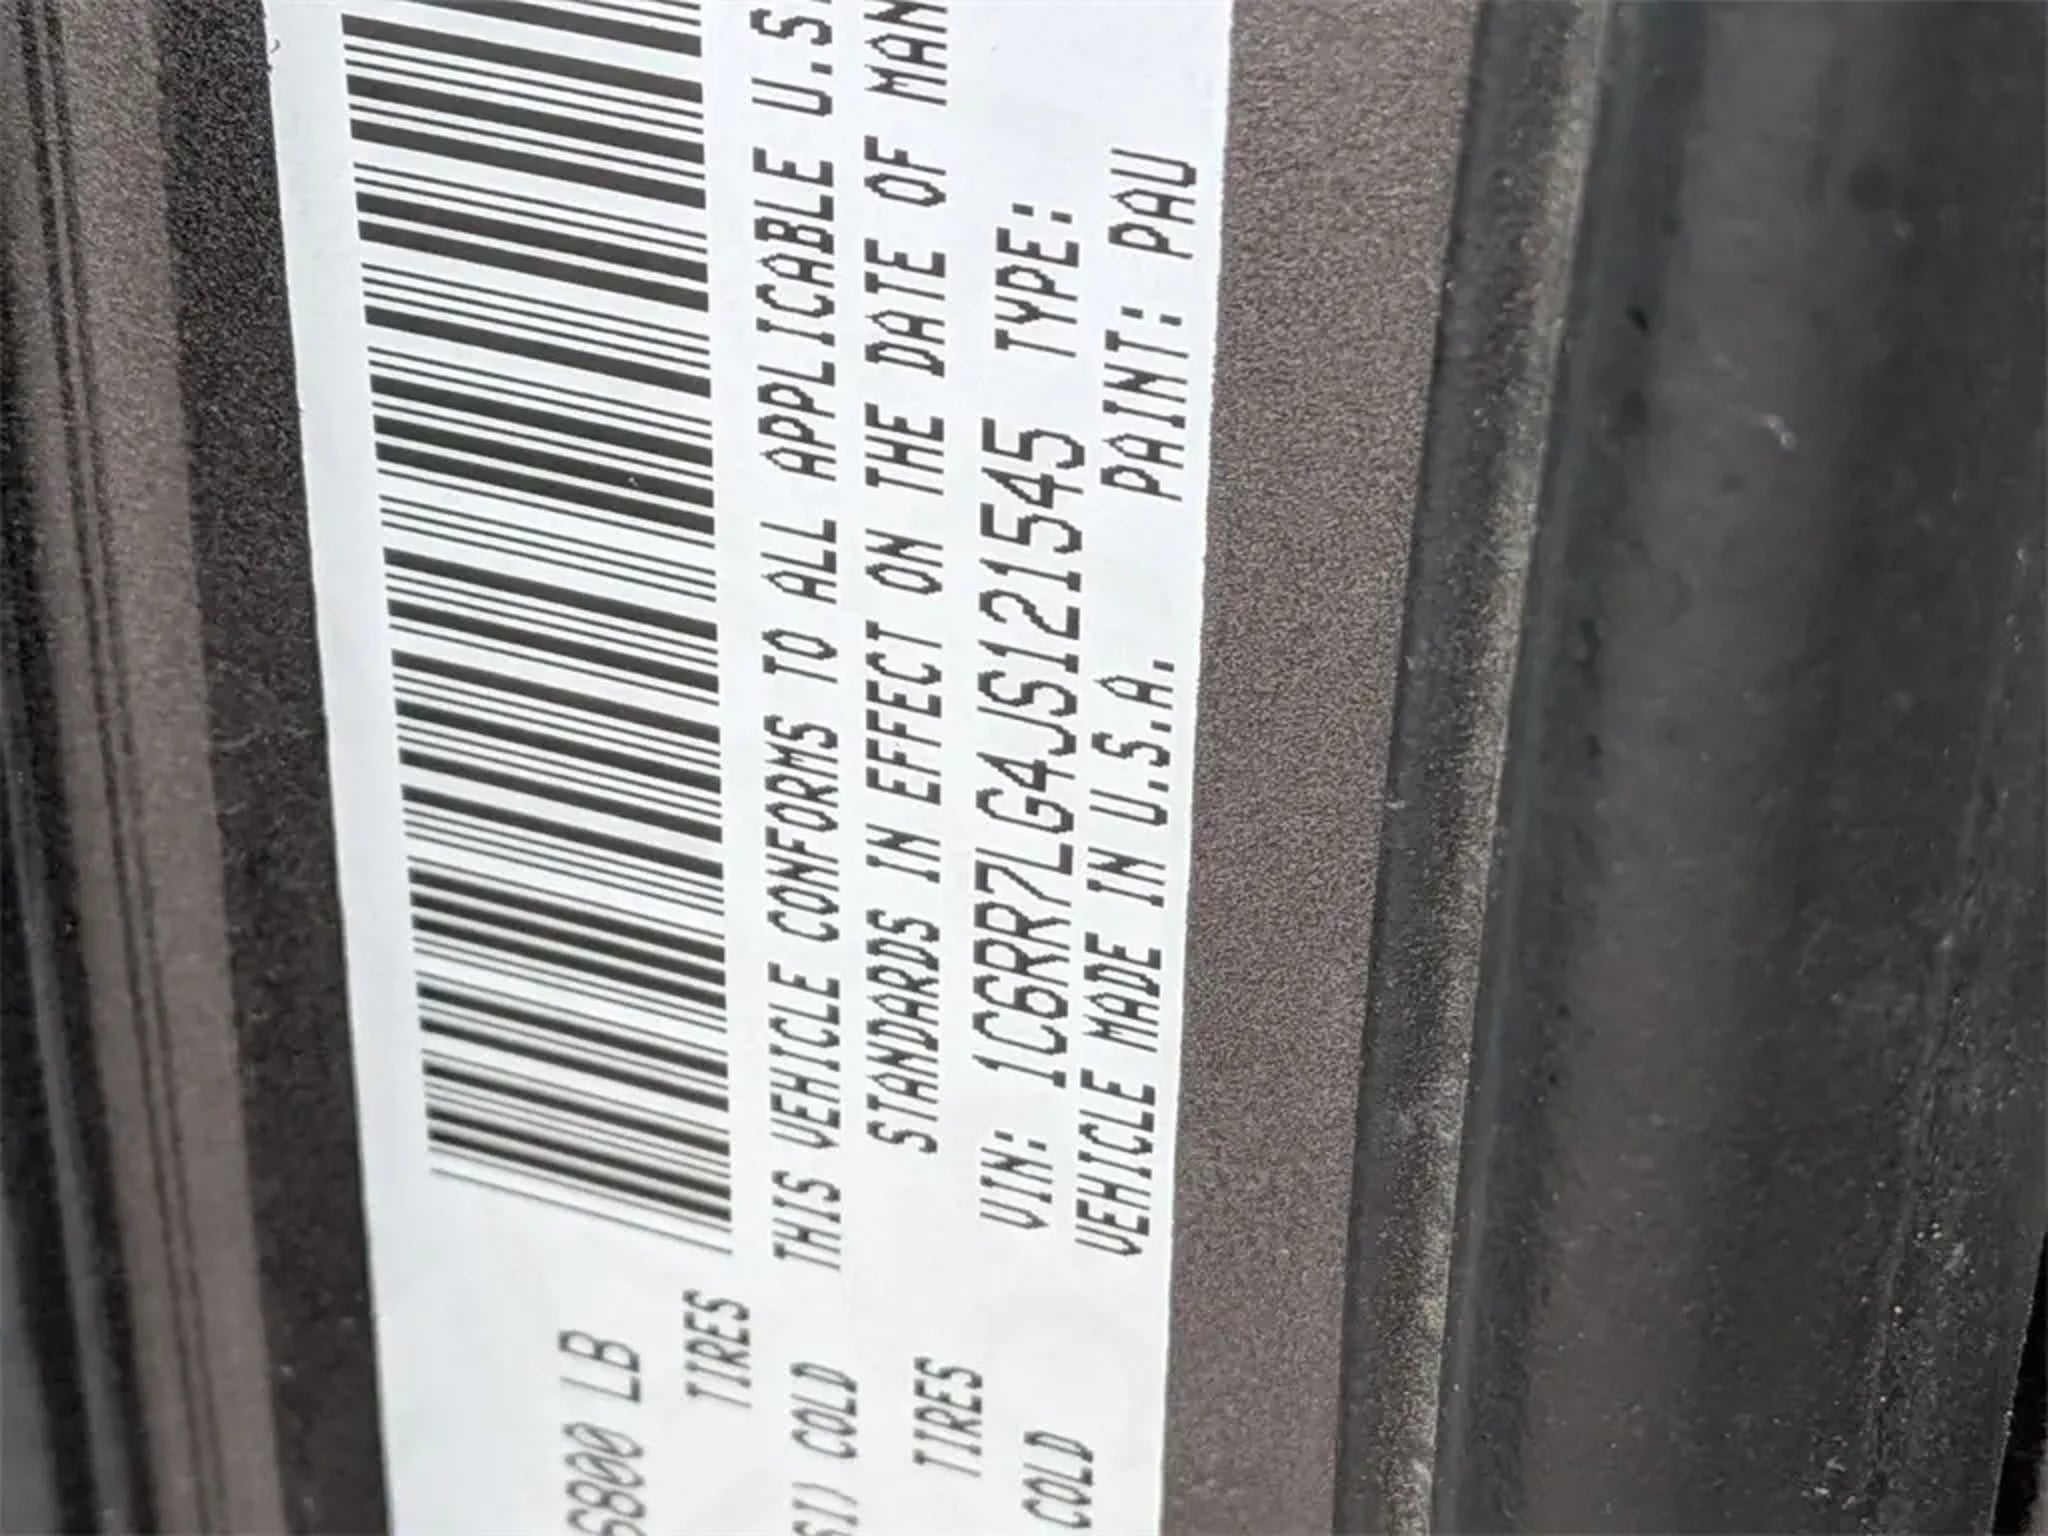 6800 LB
TIRES
SI) COLD
TIRES
COLD
THIS VEHICLE CONFORMS TO ALL APPLICABLE U.S.
STANDARDS IN EFFECT ON THE DATE OF MAN
VIN: 1C6RR7LG4JS121545 TYPE:
VEHICLE MADE IN U.S.A. PAINT: PAU